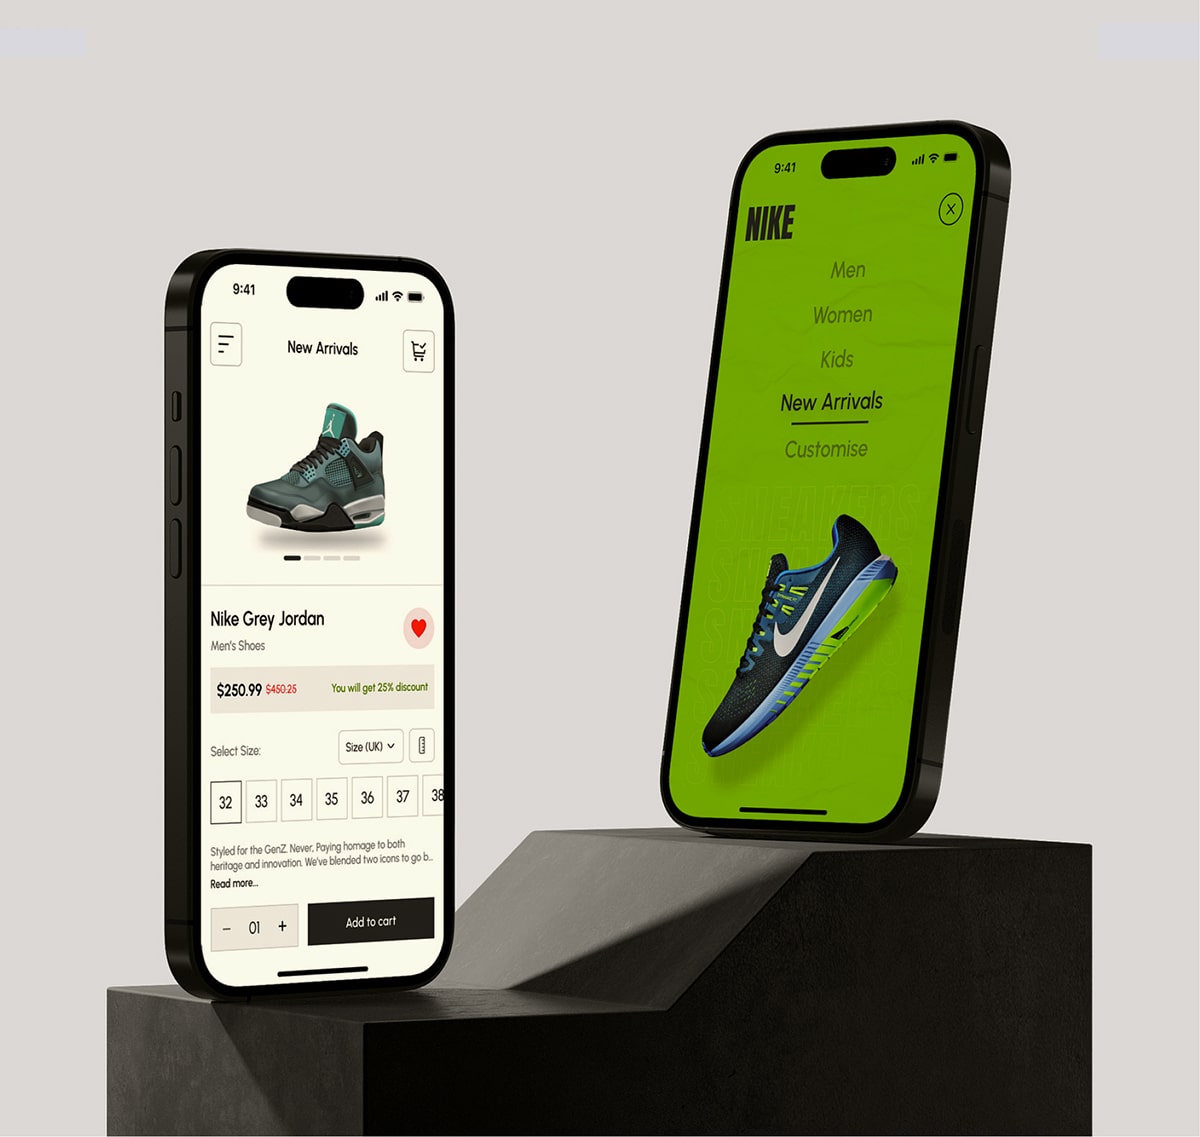 9:41
New Arrivals
Nike Grey Jordan
Men's Shoes
$250.99 $450.25 You will get 25% discount
Select Size: Size (UK)
32 33 34 35 36 37 38
Styled for the GenZ. Never, Paying homage to both
heritage and innovation. We've blended two icons to go b...
Read more...
− 01 + Add to cart
9:41
NIKE
Men
Women
Kids
New Arrivals
Customise
SNEAKERS